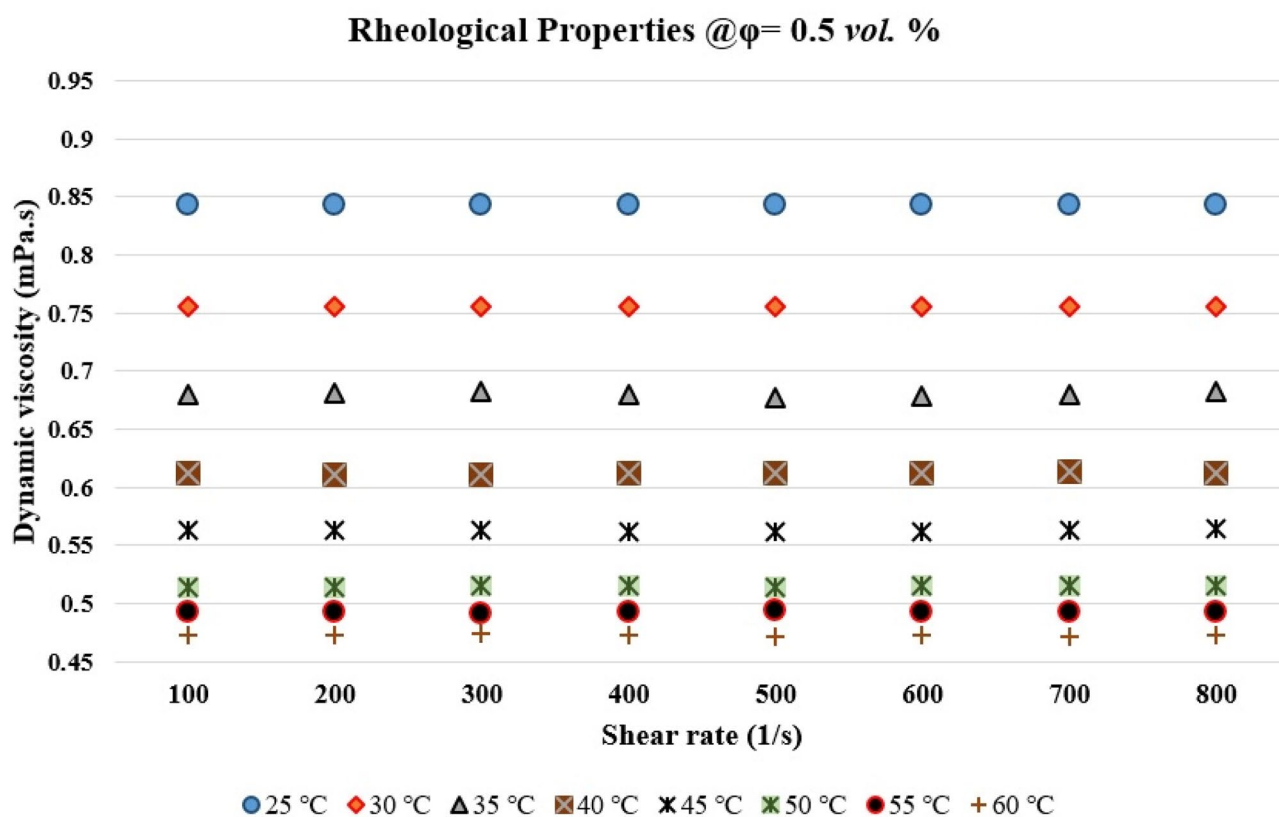 Rheological Properties @φ= 0.5 vol. %
0.95
0.9
0.85
0.8
0.75
0.7
0.65
0.6
0.55
0.5
0.45
Dynamic viscosity (mPa.s)
100 200 300 400 500 600 700 800
Shear rate (1/s)
25 °C 30 °C 35 °C 40 °C 45 °C 50 °C 55 °C 60 °C